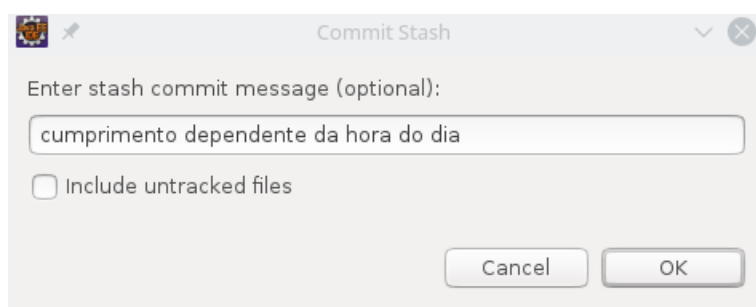 Commit Stash
Enter stash commit message (optional):
cumprimento dependente da hora do dia
Include untracked files
Cancel OK